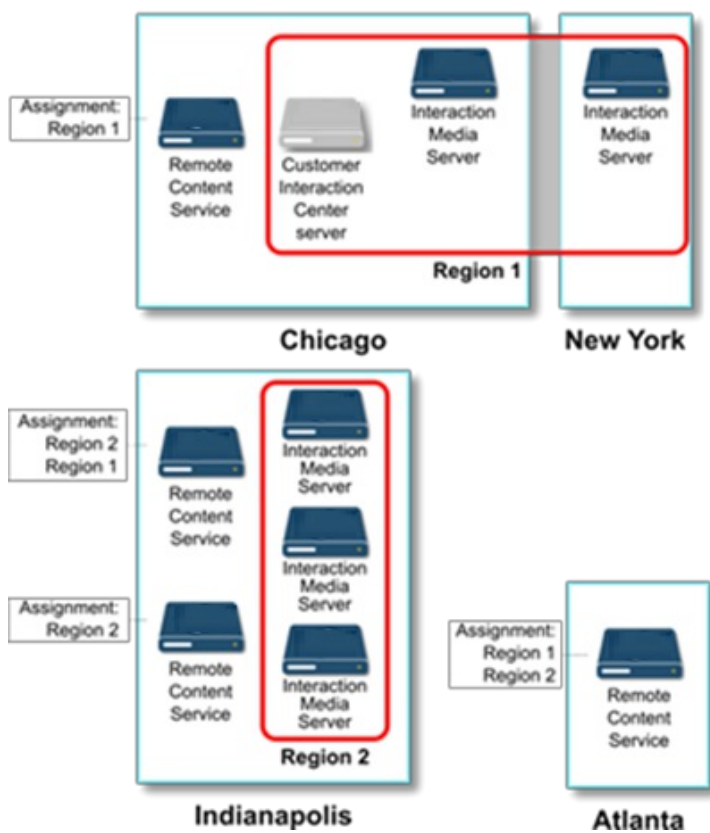 Assignment:
Region 1
Remote
Content
Service
Customer
Interaction
Center
server
Interaction
Media
Server
Interaction
Media
Server
Region 1
Chicago
New York
Assignment:
Region 2
Region 1
Remote
Content
Service
Interaction
Media
Server
Interaction
Media
Server
Assignment:
Region 2
Remote
Content
Service
Interaction
Media
Server
Region 2
Indianapolis
Assignment:
Region 1
Region 2
Remote
Content
Service
Atlanta